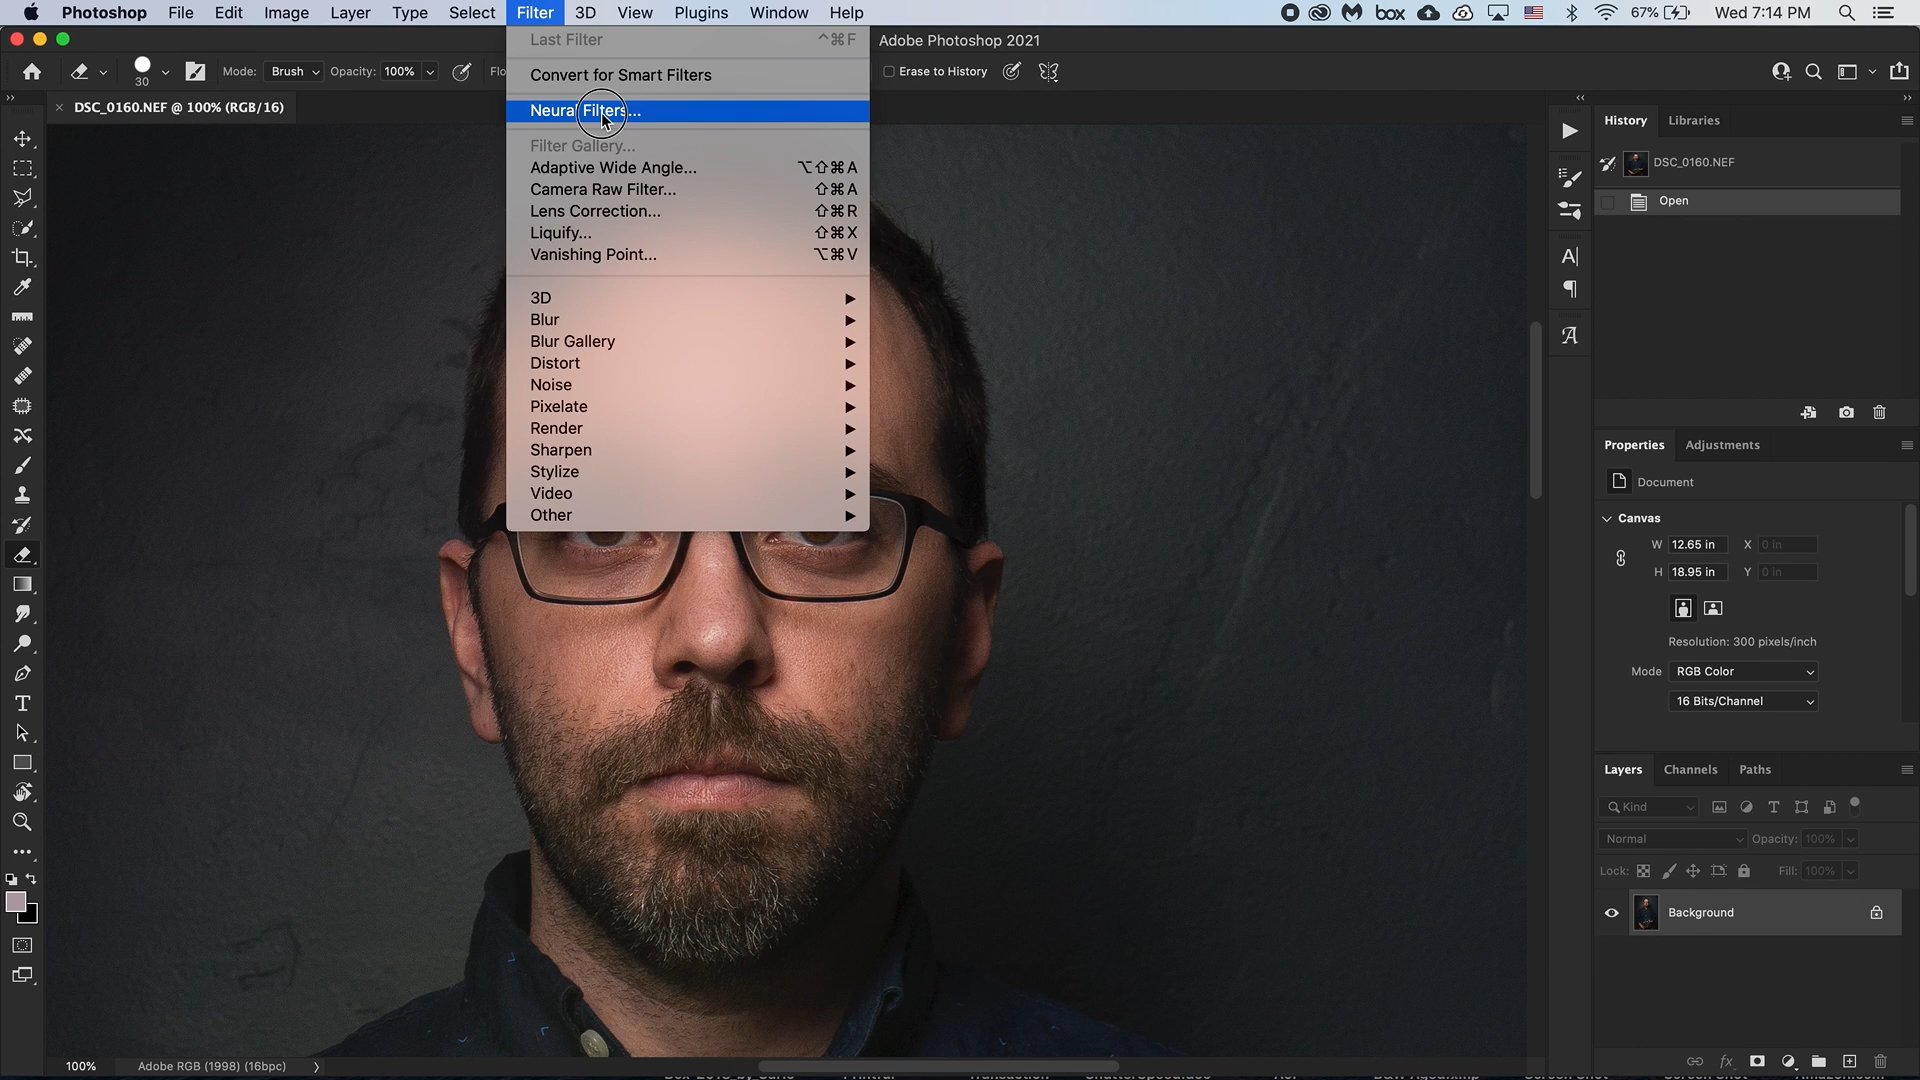 Photoshop File Edit Image Layer Type Select Filter 3D View Plugins Window Help box 67% Wed 7:14 PM
Adobe Photoshop 2021
30 Mode: Brush Opacity: 100% Flo Erase to History
DSC_0160.NEF @ 100% (RGB/16)
Last Filter ^⌘F
Convert for Smart Filters
Neural Filters...
Filter Gallery...
Adaptive Wide Angle... ⌥⇧⌘A
Camera Raw Filter... ⇧⌘A
Lens Correction... ⇧⌘R
Liquify... ⇧⌘X
Vanishing Point... ⌥⌘V
3D
Blur
Blur Gallery
Distort
Noise
Pixelate
Render
Sharpen
Stylize
Video
Other
History Libraries
DSC_0160.NEF
Open
Properties Adjustments
Document
Canvas
W 12.65 in X 0 in
H 18.95 in Y 0 in
Resolution: 300 pixels/inch
Mode RGB Color
16 Bits/Channel
Layers Channels Paths
Kind
Normal Opacity: 100%
Lock: Fill: 100%
Background
100% Adobe RGB (1998) (16bpc)